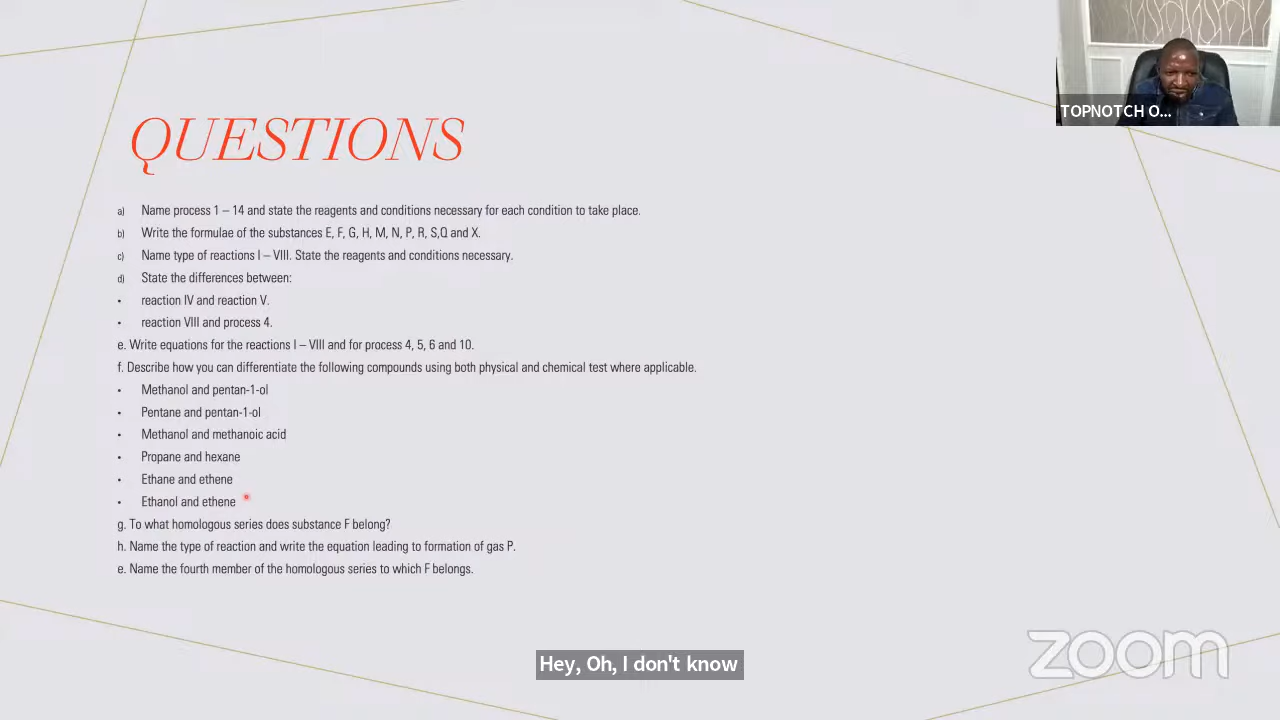 TOPNOTCH O...
QUESTIONS
a) Name process 1 – 14 and state the reagents and conditions necessary for each condition to take place.
b) Write the formulae of the substances E, F, G, H, M, N, P, R, S,Q and X.
c) Name type of reactions I – VIII. State the reagents and conditions necessary.
d) State the differences between:
• reaction IV and reaction V.
• reaction VIII and process 4.
e. Write equations for the reactions I – VIII and for process 4, 5, 6 and 10.
f. Describe how you can differentiate the following compounds using both physical and chemical test where applicable.
• Methanol and pentan-1-ol
• Pentane and pentan-1-ol
• Methanol and methanoic acid
• Propane and hexane
• Ethane and ethene
• Ethanol and ethene
g. To what homologous series does substance F belong?
h. Name the type of reaction and write the equation leading to formation of gas P.
e. Name the fourth member of the homologous series to which F belongs.
zoom
Hey, Oh, I don't know